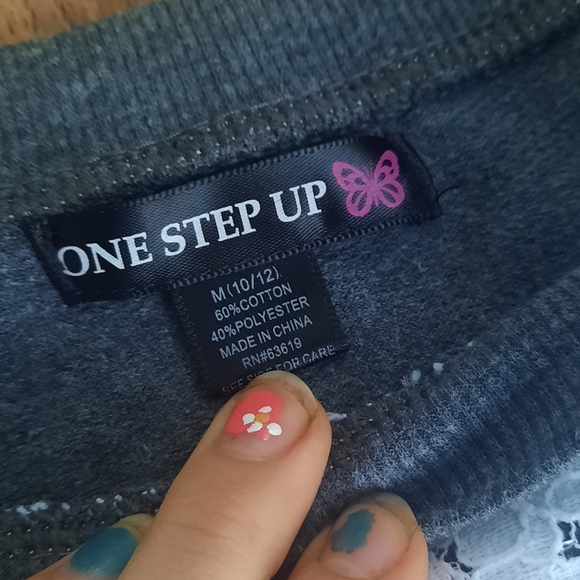 ONE STEP UP
M(10/12)
60%COTTON
40%POLYESTER
MADE IN CHINA
RN#63619
SEE SIDE FOR CARE